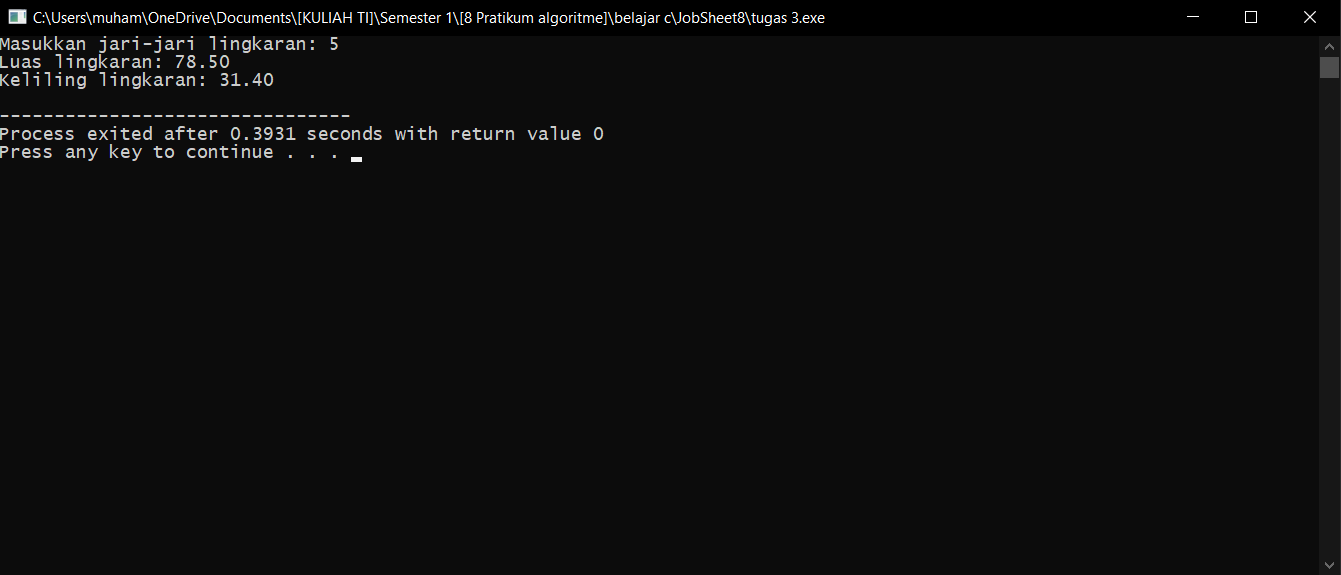 C:\Users\muham\OneDrive\Documents\[KULIAH TI]\Semester 1\[8 Pratikum algoritme]\belajar c\JobSheet8\tugas 3.exe
Masukkan jari-jari lingkaran: 5
Luas lingkaran: 78.50
Keliling lingkaran: 31.40
--------------------------------
Process exited after 0.3931 seconds with return value 0
Press any key to continue . . .